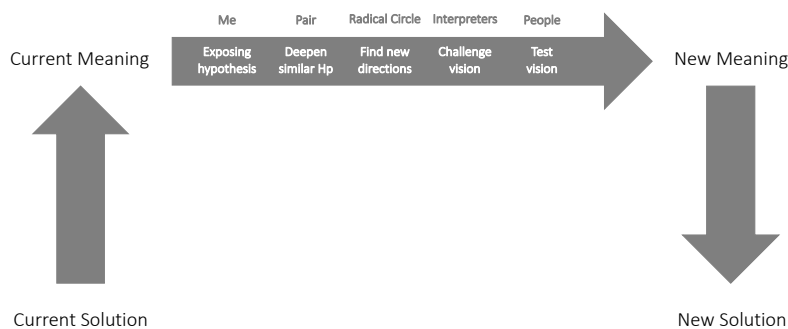 Me Pair Radical Circle Interpreters People
Current Meaning Exposing Deepen Find new Challenge Test New Meaning
hypothesis similar Hp directions vision vision
Current Solution New Solution